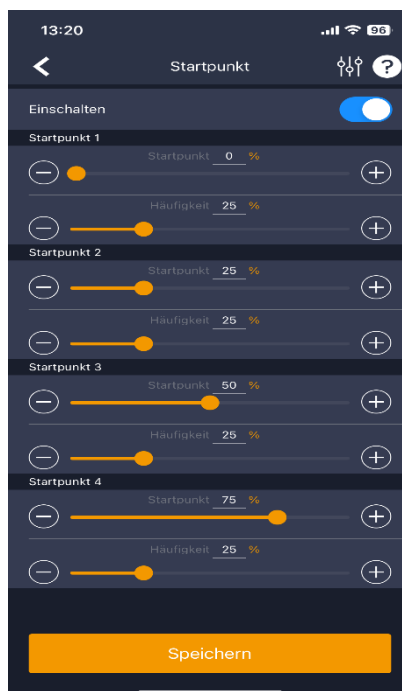 13:20
96
Startpunkt
?
Einschalten
Startpunkt 1
Startpunkt 0 %
Häufigkeit 25 %
Startpunkt 2
Startpunkt 25 %
Häufigkeit 25 %
Startpunkt 3
Startpunkt 50 %
Häufigkeit 25 %
Startpunkt 4
Startpunkt 75 %
Häufigkeit 25 %
Speichern